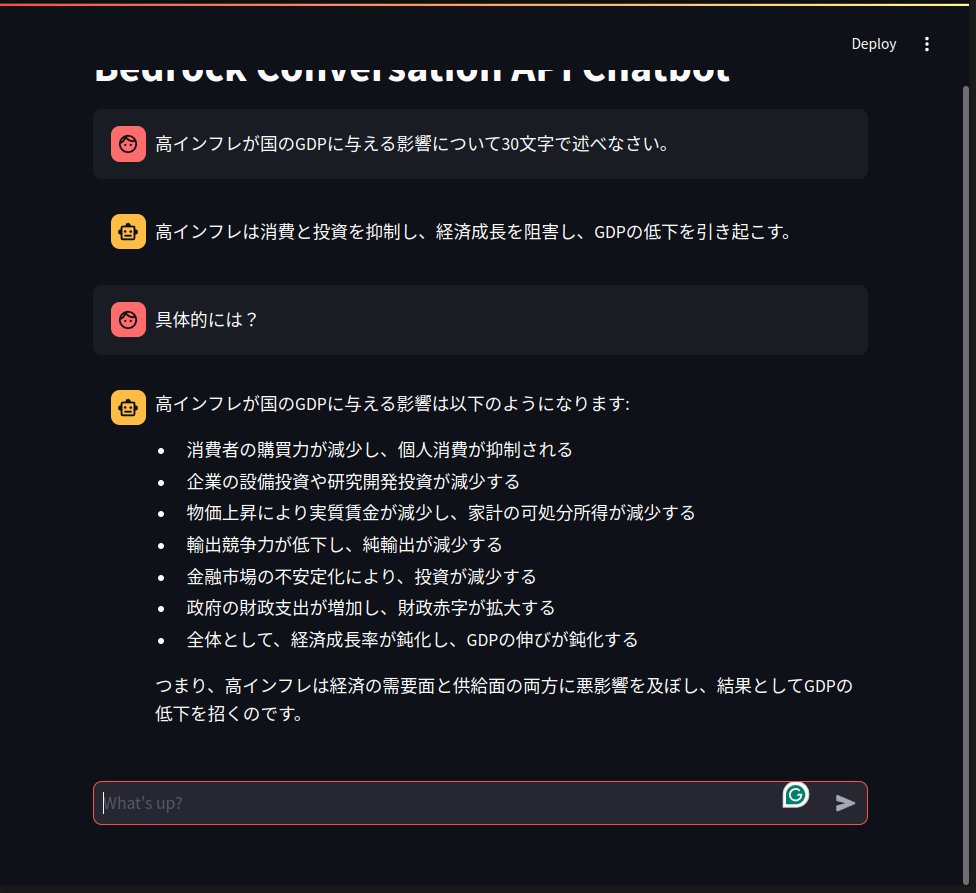 Deploy
Bedrock Conversation API Chatbot
高インフレが国のGDPに与える影響について30文字で述べなさい。
高インフレは消費と投資を抑制し、経済成長を阻害し、GDPの低下を引き起こす。
具体的には？
高インフレが国のGDPに与える影響は以下のようになります:
• 消費者の購買力が減少し、個人消費が抑制される
• 企業の設備投資や研究開発投資が減少する
• 物価上昇により実質賃金が減少し、家計の可処分所得が減少する
• 輸出競争力が低下し、純輸出が減少する
• 金融市場の不安定化により、投資が減少する
• 政府の財政支出が増加し、財政赤字が拡大する
• 全体として、経済成長率が鈍化し、GDPの伸びが鈍化する
つまり、高インフレは経済の需要面と供給面の両方に悪影響を及ぼし、結果としてGDPの
低下を招くのです。
What's up?